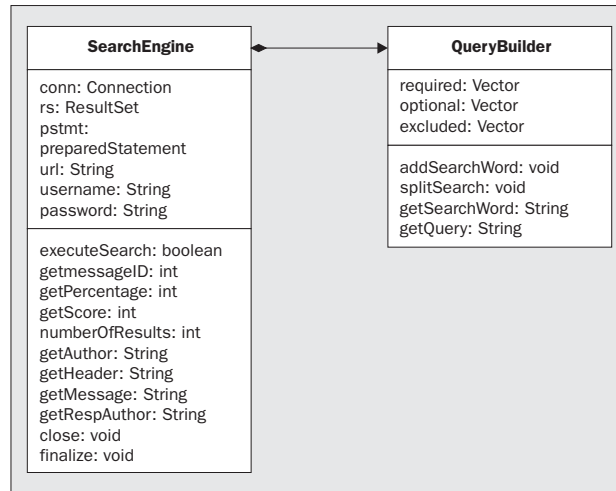 SearchEngine
conn: Connection
rs: ResultSet
pstmt:
preparedStatement
url: String
username: String
password: String
executeSearch: boolean
getmessageID: int
getPercentage: int
getScore: int
numberOfResults: int
getAuthor: String
getHeader: String
getMessage: String
getRespAuthor: String
close: void
finalize: void
QueryBuilder
required: Vector
optional: Vector
excluded: Vector
addSearchWord: void
splitSearch: void
getSearchWord: String
getQuery: String